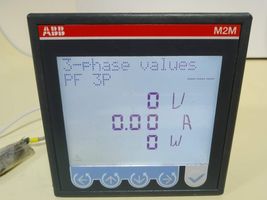 ABB
M2M
3-phase values
PF 3P ----
0 V
0.00 A
0 W